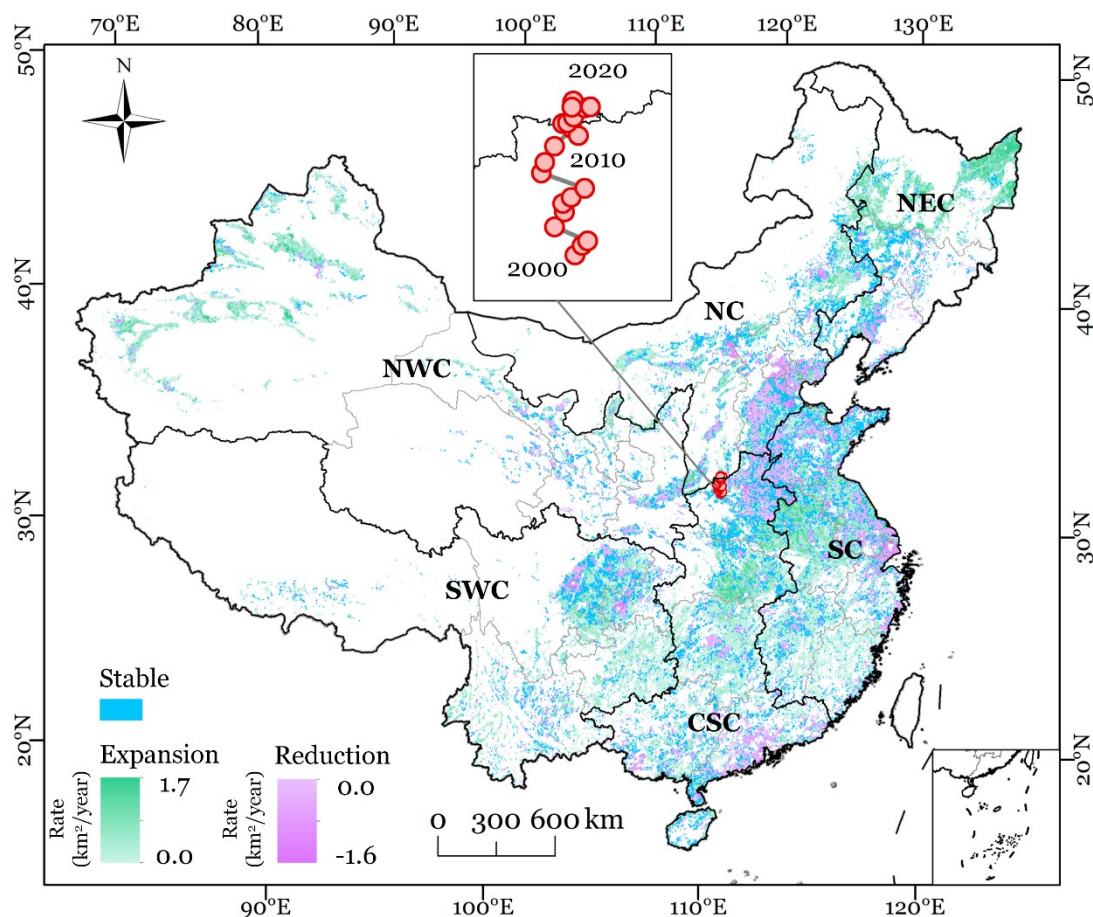 70°E 80°E 90°E 100°E 110°E 120°E 130°E
50°N
50°N
N
2020
2010
2000
NEC
40°N
40°N
NC
NWC
30°N
30°N
SC
SWC
Stable
CSC
20°N
20°N
Expansion
Reduction
Rate
(km²/year)
1.7
0.0
Rate
(km²/year)
0.0
-1.6
0 300 600 km
90°E 100°E 110°E 120°E